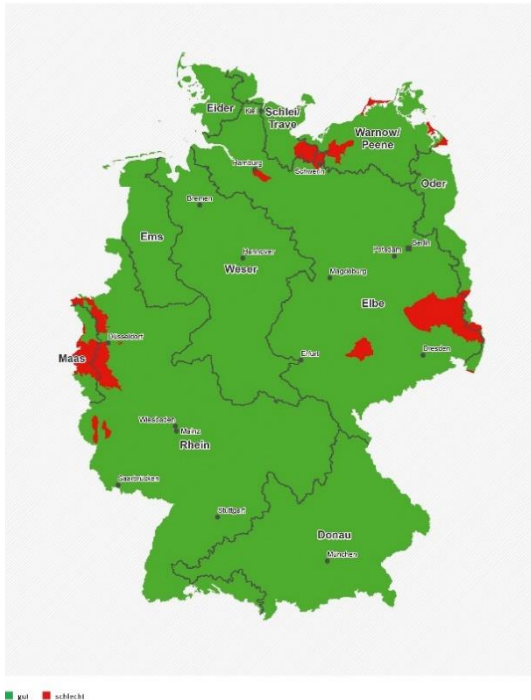 Eider
Kiel
Schlei/
Trave
Warnow/
Peene
Hamburg
Schwerin
Oder
Bremen
Ems
Hannover
Weser
Berlin
Potsdam
Magdeburg
Elbe
Düsseldorf
Maas
Erfurt
Dresden
Wiesbaden
Mainz
Rhein
Saarbrücken
Stuttgart
Donau
München
gut schlecht